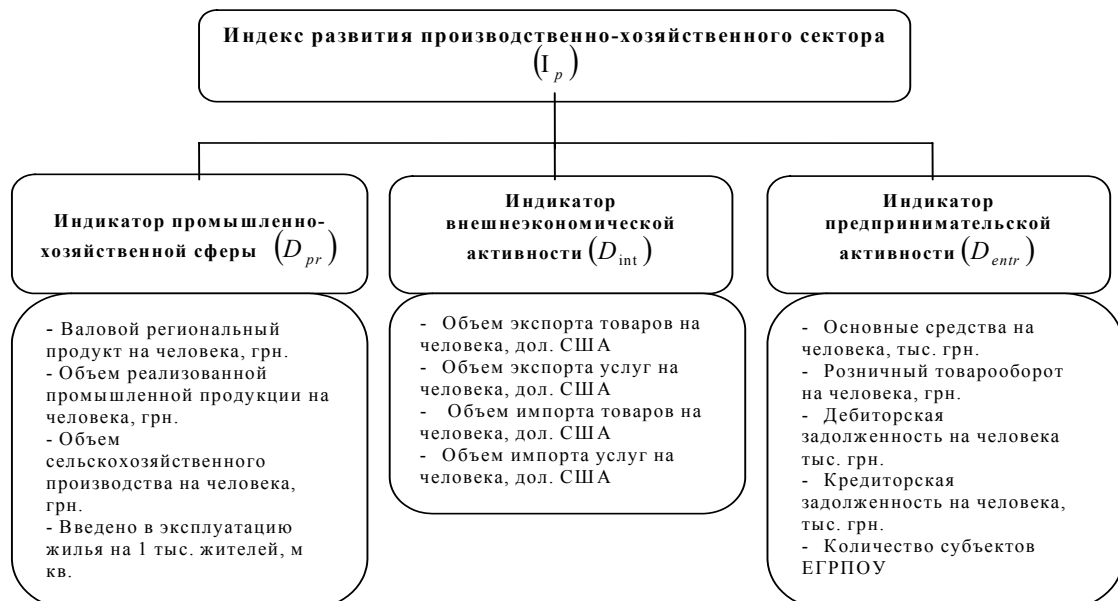 Индекс развития производственно-хозяйственного сектора
(I p)
Индикатор промышленно-
хозяйственной сферы (D pr)
- Валовой региональный
продукт на человека, грн.
- Объем реализованной
промышленной продукции на
человека, грн.
- Объем
сельскохозяйственного
производства на человека,
грн.
- Введено в эксплуатацию
жилья на 1 тыс. жителей, м
кв.
Индикатор
внешнеэкономической
активности (D int)
- Объем экспорта товаров на
человека, дол. США
- Объем экспорта услуг на
человека, дол. США
- Объем импорта товаров на
человека, дол. США
- Объем импорта услуг на
человека, дол. США
Индикатор
предпринимательской
активности (D entr)
- Основные средства на
человека, тыс. грн.
- Розничный товарооборот
на человека, грн.
- Дебиторская
задолженность на человека
тыс. грн.
- Кредиторская
задолженность на человека,
тыс. грн.
- Количество субъектов
ЕГРПОУ